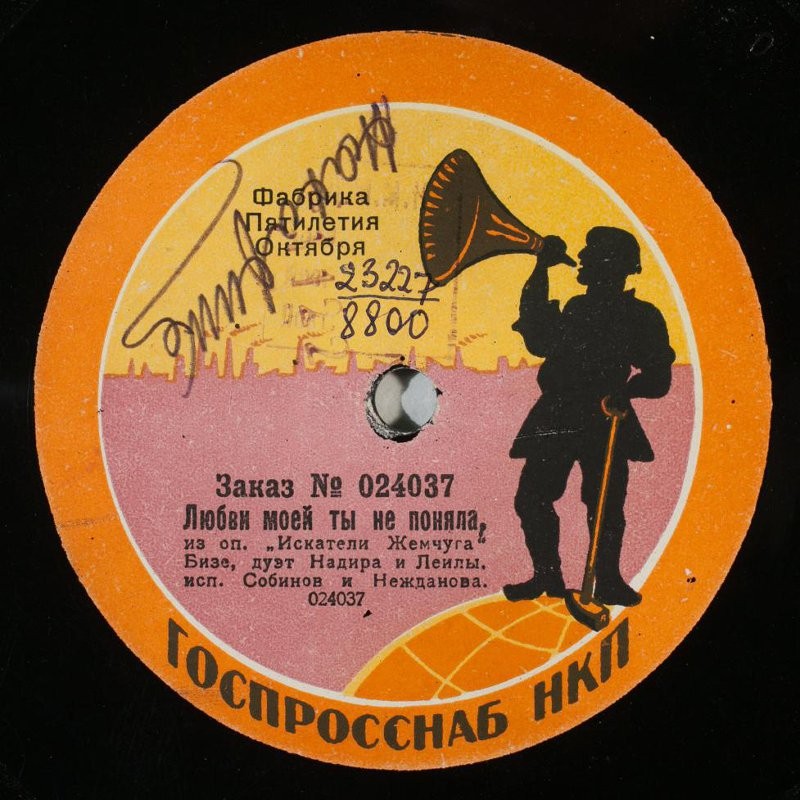 Фабрика
Пятилетия
Октября
23227
8800
Заказ № 024037
Любви моей ты не поняла,
из оп. „Искатели Жемчуга“
Бизе, дуэт Надира и Леилы.
исп. Собинов и Нежданова.
024037
ГОСПРОССНАБ НКП